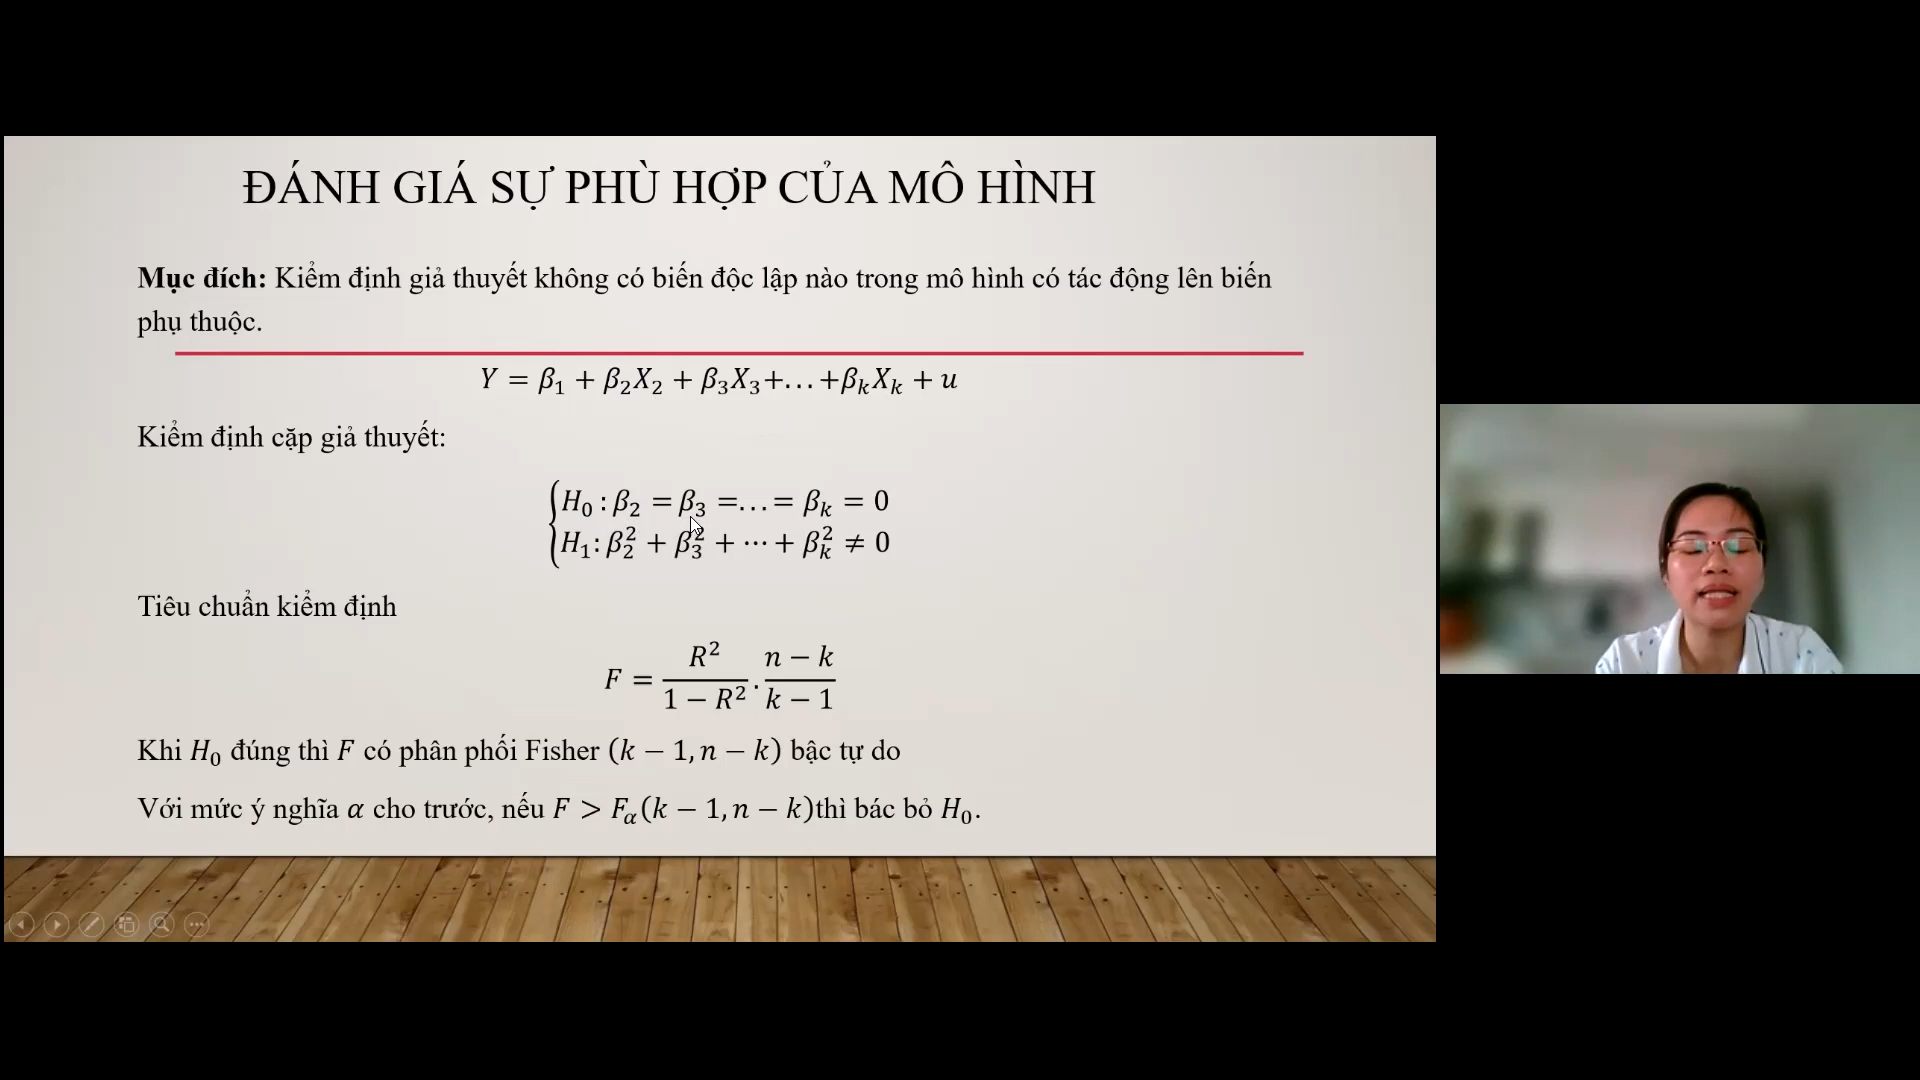 ĐÁNH GIÁ SỰ PHÙ HỢP CỦA MÔ HÌNH
Mục đích: Kiểm định giả thuyết không có biến độc lập nào trong mô hình có tác động lên biến
phụ thuộc.
Y = β₁ + β₂X₂ + β₃X₃+...+βₖXₖ + u
Kiểm định cặp giả thuyết:
H₀ : β₂ = β₃ =...= βₖ = 0
H₁: β₂² + β₃² + ⋯ + βₖ² ≠ 0
Tiêu chuẩn kiểm định
F = R²/(1 − R²) . (n − k)/(k − 1)
Khi H₀ đúng thì F có phân phối Fisher (k − 1, n − k) bậc tự do
Với mức ý nghĩa α cho trước, nếu F > Fα(k − 1, n − k)thì bác bỏ H₀.